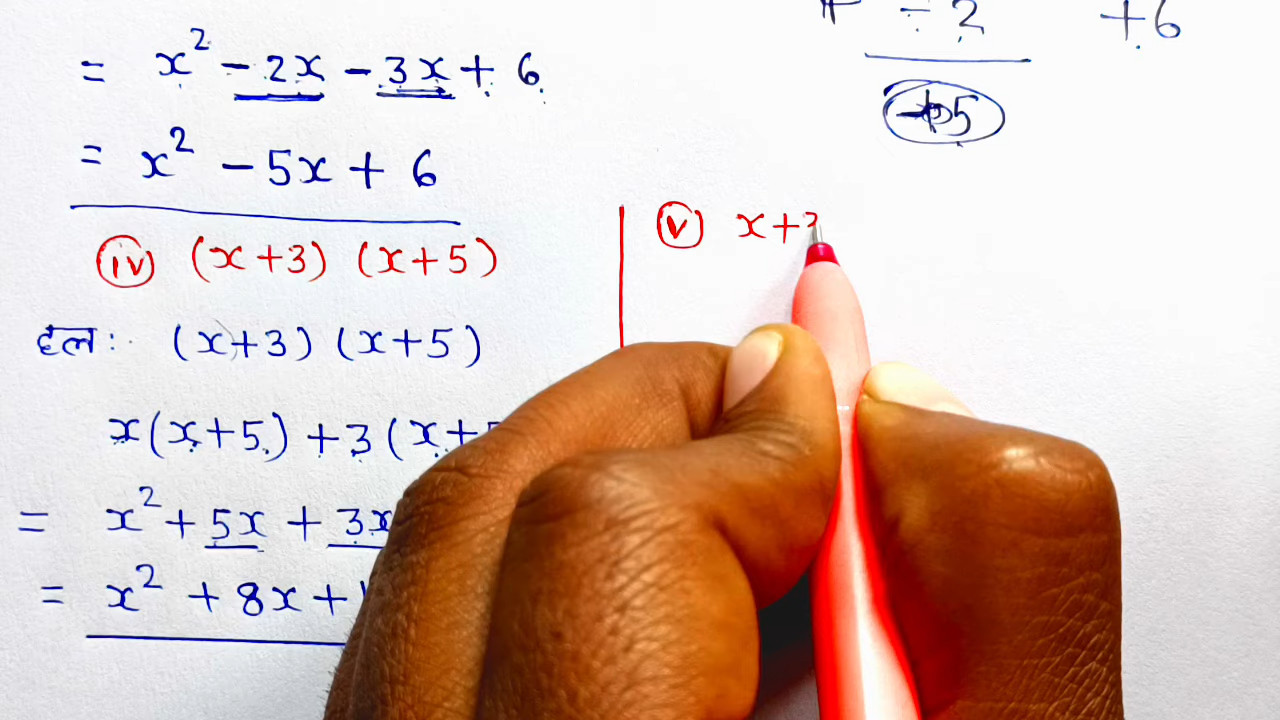 = x² - 2x - 3x + 6
= x² - 5x + 6
(iv) (x+3) (x+5)
हल:- (x+3) (x+5)
x(x+5) + 3(x+
= x² + 5x + 3x
= x² + 8x + 1
÷ 2 +6
5
(v) x+